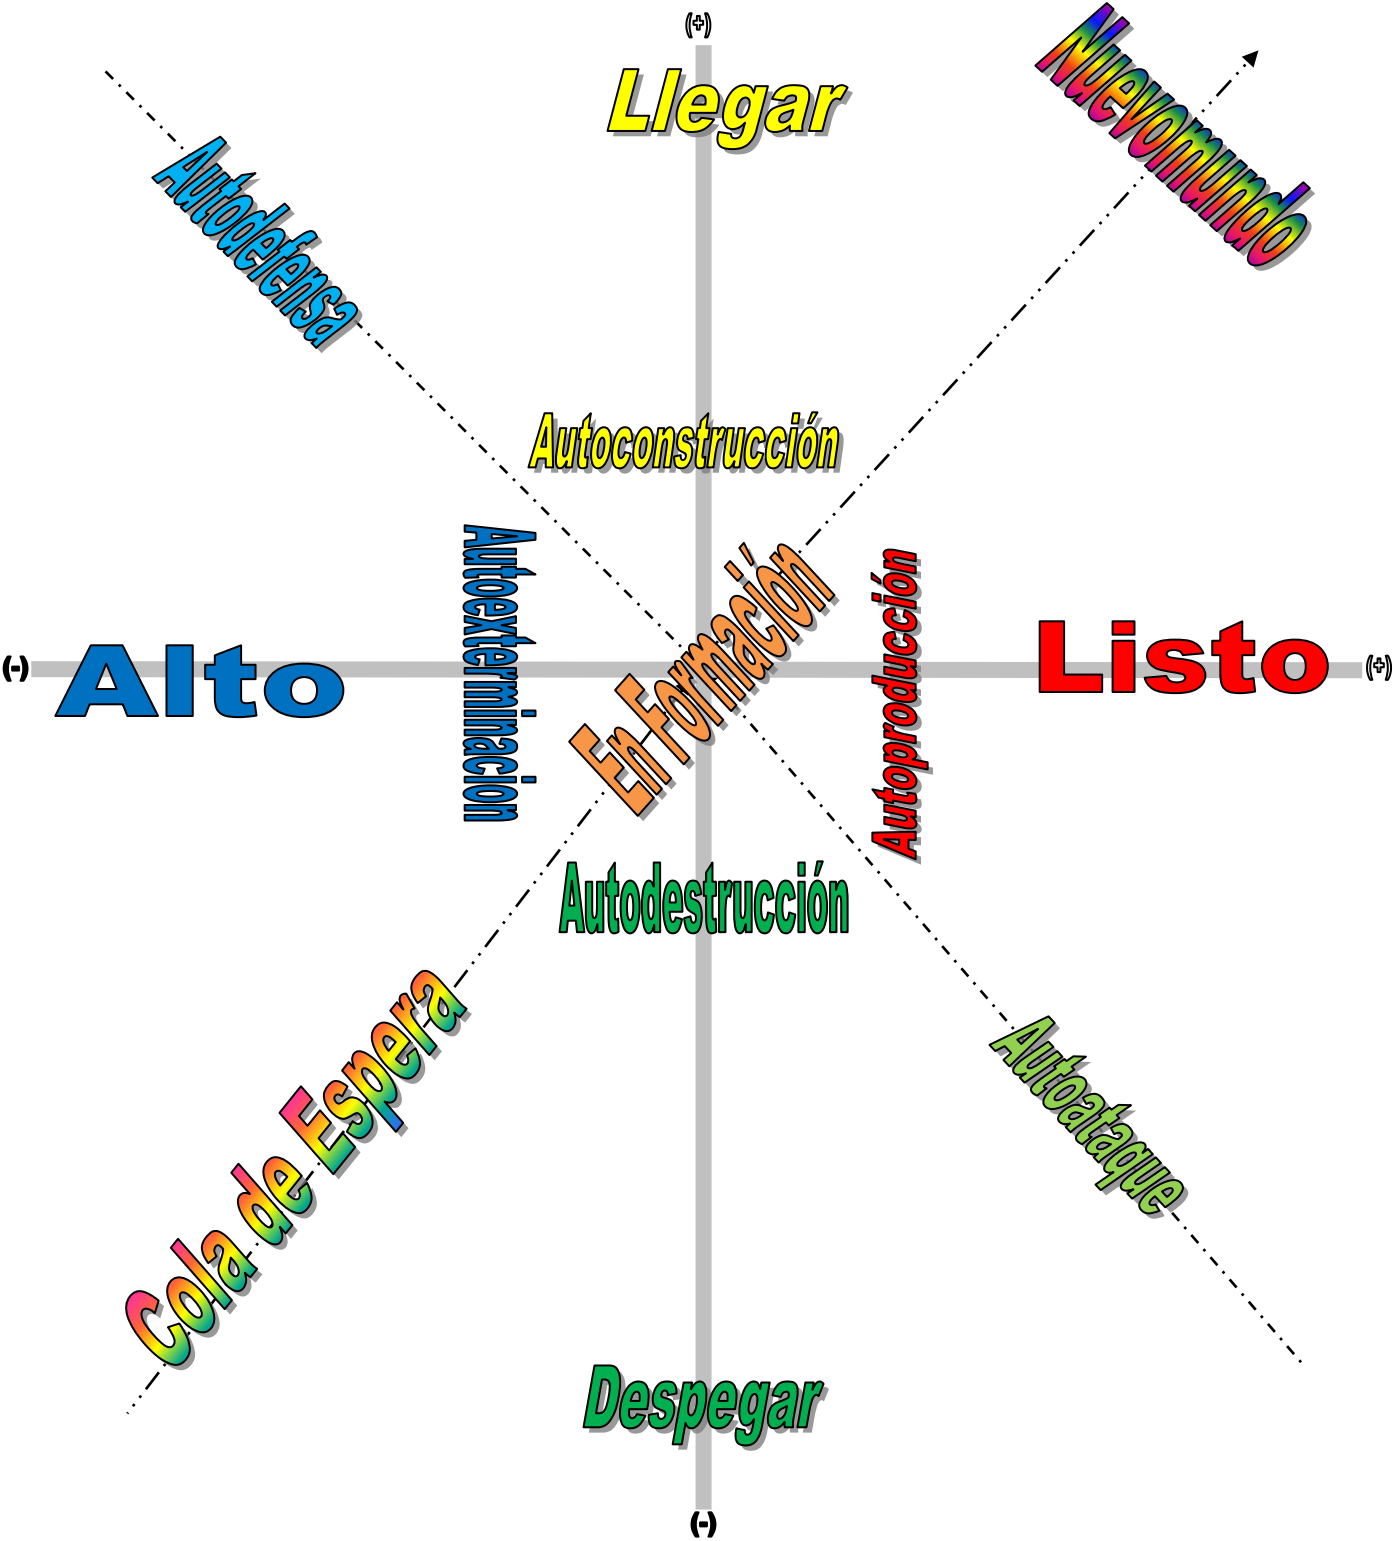 (+)
Llegar
Nuevomundo
Autodefensa
Autoconstrucción
Autoexterminacion
En Formación
Autoproducción
(-)
Alto
Listo
(+)
Autodestrucción
Cola de Espera
Autoataque
Despegar
(-)